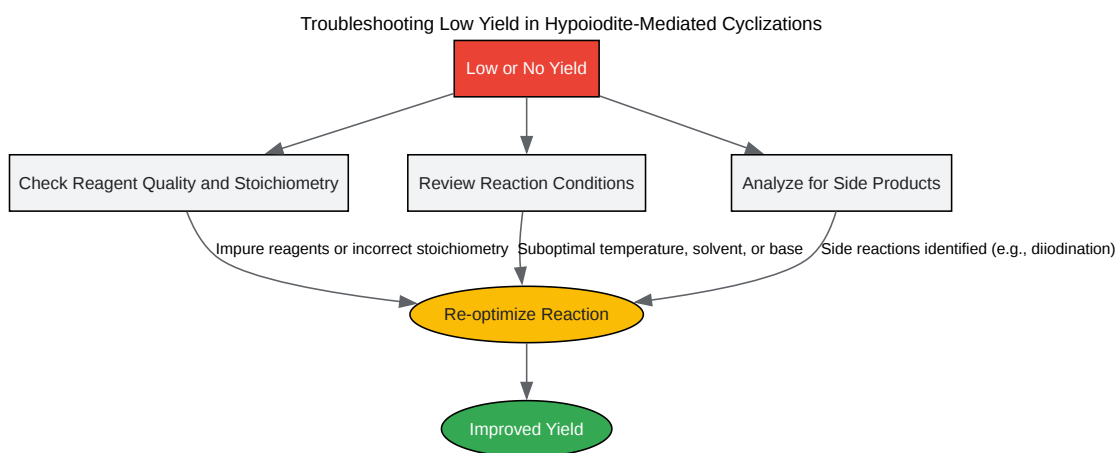 Troubleshooting Low Yield in Hypoiodite-Mediated Cyclizations
Low or No Yield
Check Reagent Quality and Stoichiometry
Review Reaction Conditions
Analyze for Side Products
Impure reagents or incorrect stoichiometry
Suboptimal temperature, solvent, or base
Side reactions identified (e.g., diiodination)
Re-optimize Reaction
Improved Yield